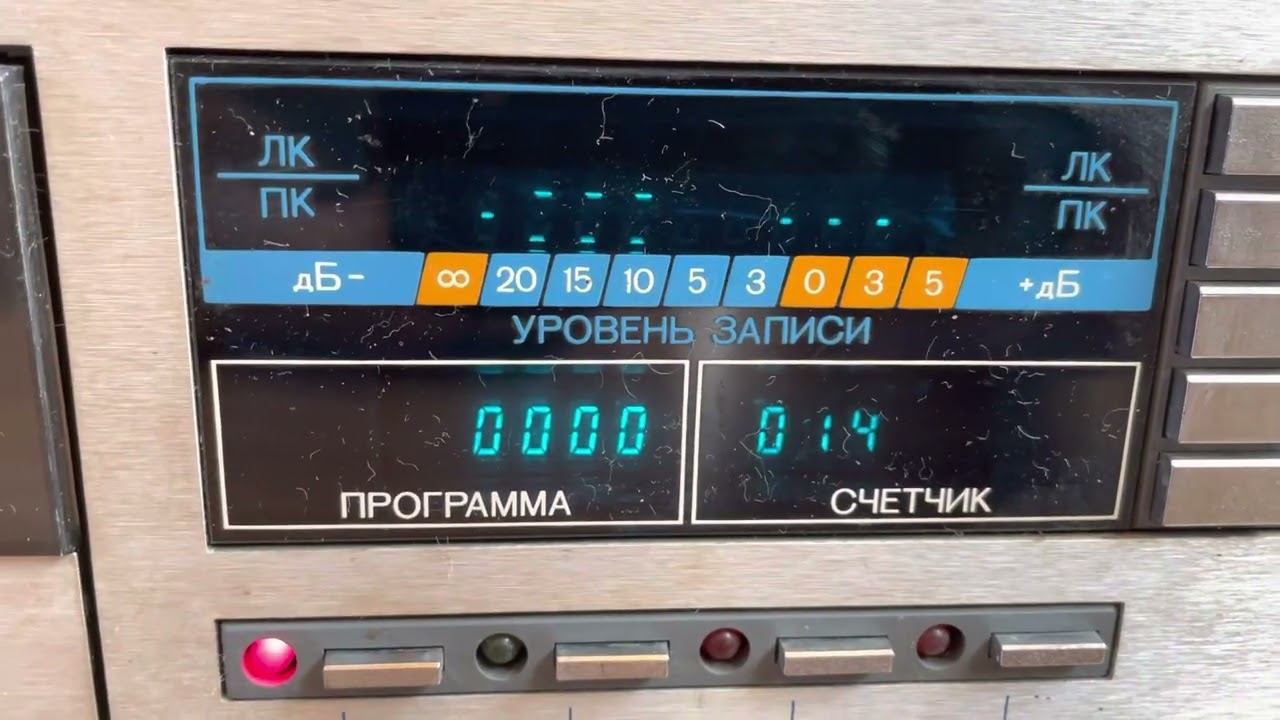 ЛК ЛК
ПК ПК
дБ- ∞ 20 15 10 5 3 0 3 5 +дБ
УРОВЕНЬ ЗАПИСИ
0000 014
ПРОГРАММА СЧЕТЧИК